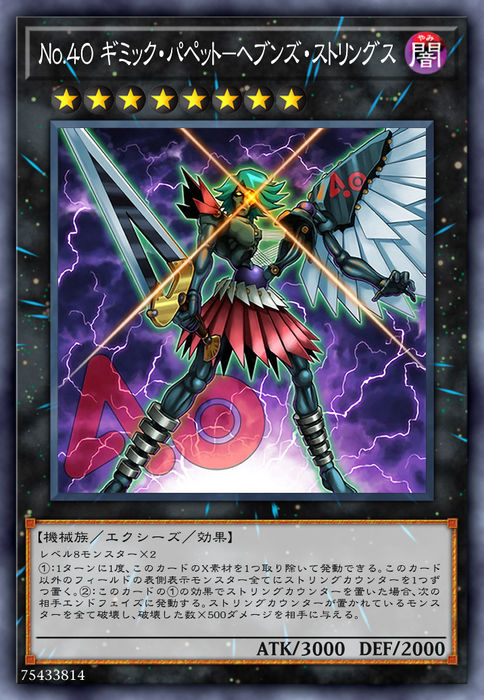 No.40 ギミック・パペット－ヘブンズ・ストリングス
やみ
闇
4.0
4.0
【機械族／エクシーズ／効果】
レベル8モンスター×2
①：1ターンに1度、このカードのX素材を1つ取り除いて発動できる。このカード
以外のフィールドの表側表示モンスター全てにストリングカウンターを1つず
つ置く。②：このカードの①の効果でストリングカウンターを置いた場合、次の
相手エンドフェイズに発動する。ストリングカウンターが置かれているモンス
ターを全て破壊し、破壊した数×500ダメージを相手に与える。
ATK/3000 DEF/2000
75433814